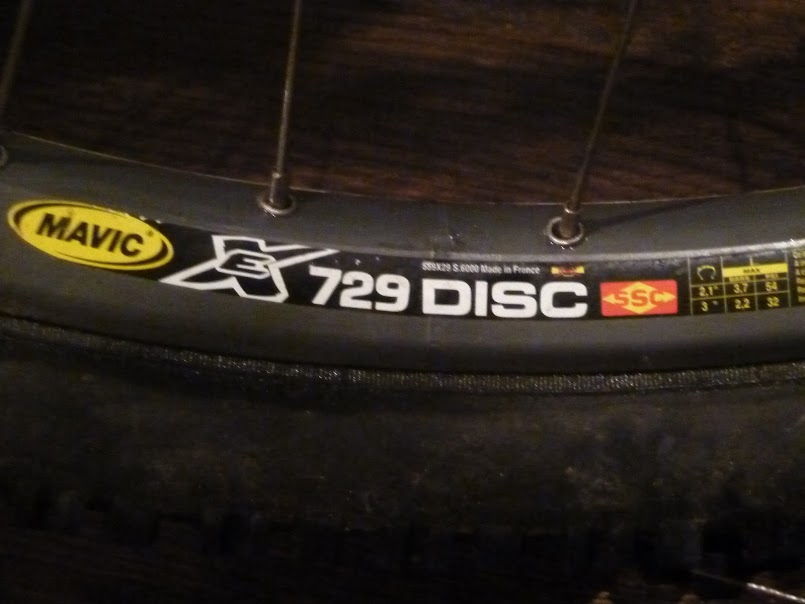 MAVIC
EX 729 DISC
559X29 S.6000 Made in France
SSC
MAX
2.1" 3.7 54
3" 2.2 32